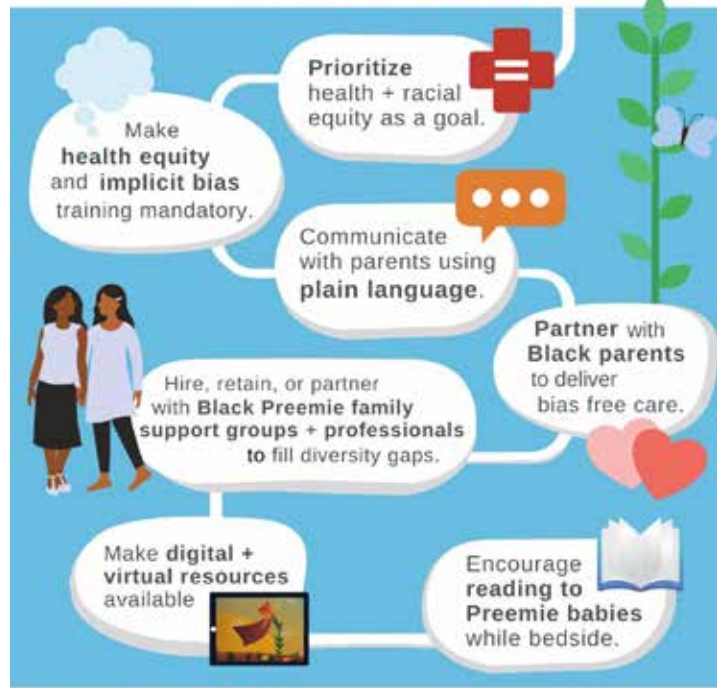 Prioritize
health + racial
equity as a goal.
Make
health equity
and implicit bias
training mandatory.
Communicate
with parents using
plain language.
Partner with
Black parents
to deliver
bias free care.
Hire, retain, or partner
with Black Preemie family
support groups + professionals
to fill diversity gaps.
Make digital +
virtual resources
available
Encourage
reading to
Preemie babies
while bedside.